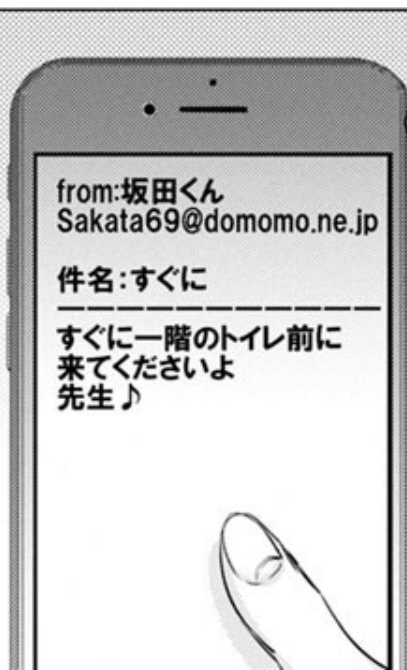 from:坂田くん
Sakata69@domomo.ne.jp
件名:すぐに
すぐに一階のトイレ前に
来てくださいよ
先生♪